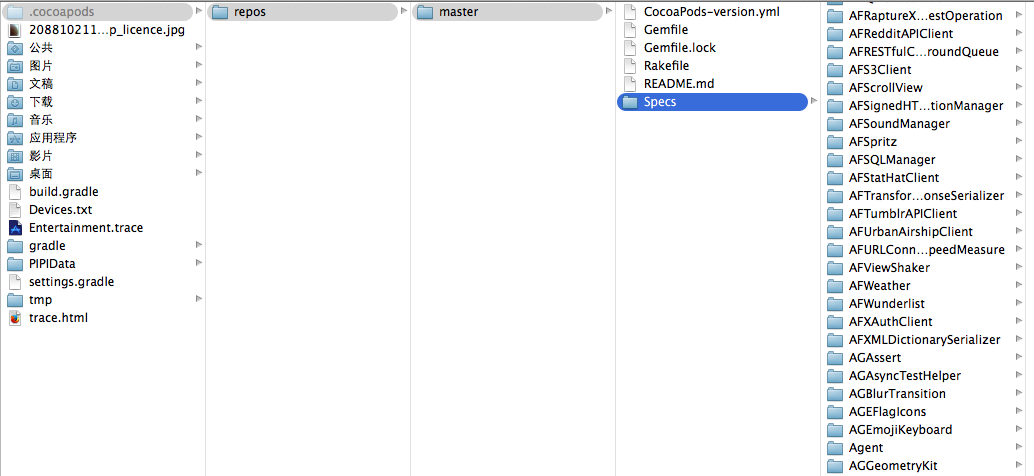 .cocoapods
208810211...p_licence.jpg
公共
图片
文稿
下载
音乐
应用程序
影片
桌面
build.gradle
Devices.txt
Entertainment.trace
gradle
PIPIData
settings.gradle
tmp
trace.html
repos
master
CocoaPods-version.yml
Gemfile
Gemfile.lock
Rakefile
README.md
Specs
AFRaptureX...estOperation
AFRedditAPIClient
AFRESTfulC...roundQueue
AFS3Client
AFScrollView
AFSignedHT...tionManager
AFSoundManager
AFSpritz
AFSQLManager
AFStatHatClient
AFTransfor...onseSerializer
AFTumblrAPIClient
AFUrbanAirshipClient
AFURLConn...peedMeasure
AFViewShaker
AFWeather
AFWunderlist
AFXAuthClient
AFXMLDictionarySerializer
AGAssert
AGAsyncTestHelper
AGBlurTransition
AGEFlagIcons
AGEmojiKeyboard
Agent
AGGeometryKit